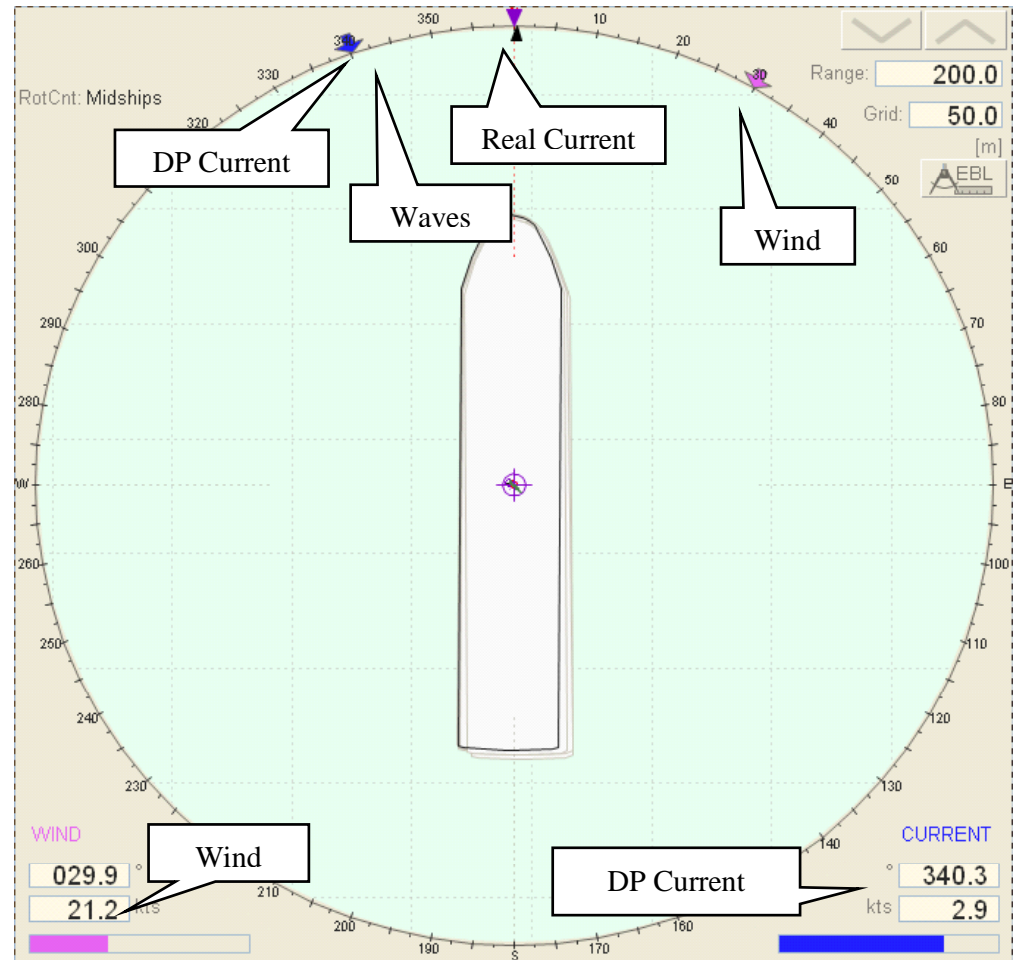 350
10
340
20
330
30
Range: 200.0
RotCnt: Midships
320
40
Grid: 50.0
[m]
DP Current
Real Current
EBL
50
Waves
Wind
300
60
290
70
280
80
W
E
260
100
250
110
240
120
230
130
WIND
CURRENT
Wind
140
DP Current
029.9 °
° 340.3
210
21.2 kts
kts 2.9
200
160
190
170
S